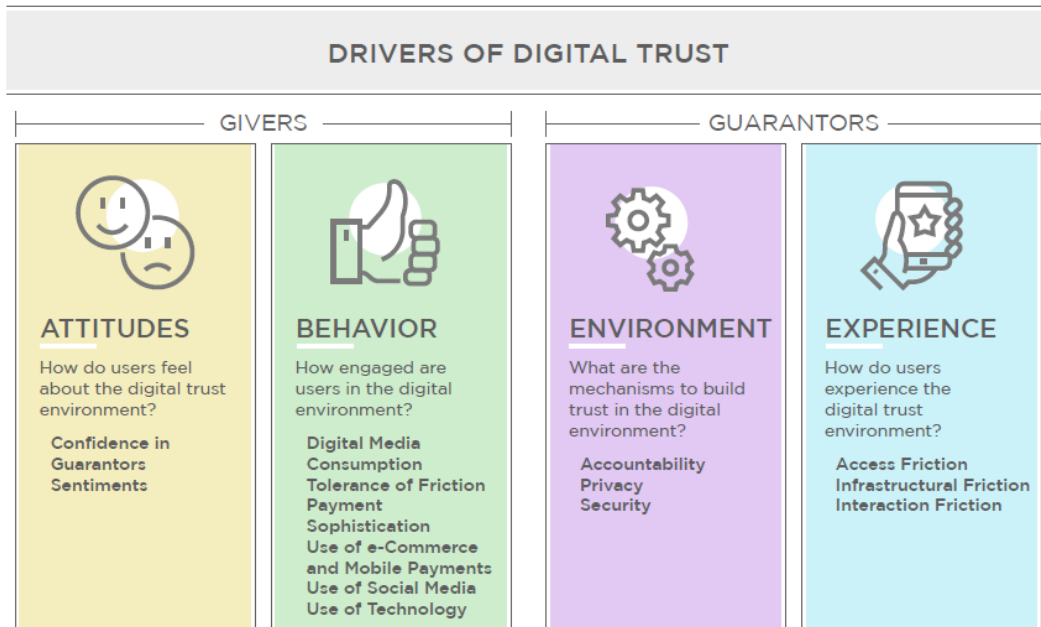 DRIVERS OF DIGITAL TRUST
GIVERS
GUARANTORS
ATTITUDES
How do users feel
about the digital trust
environment?
Confidence in
Guarantors
Sentiments
BEHAVIOR
How engaged are
users in the digital
environment?
Digital Media
Consumption
Tolerance of Friction
Payment
Sophistication
Use of e-Commerce
and Mobile Payments
Use of Social Media
Use of Technology
ENVIRONMENT
What are the
mechanisms to build
trust in the digital
environment?
Accountability
Privacy
Security
EXPERIENCE
How do users
experience the
digital trust
environment?
Access Friction
Infrastructural Friction
Interaction Friction